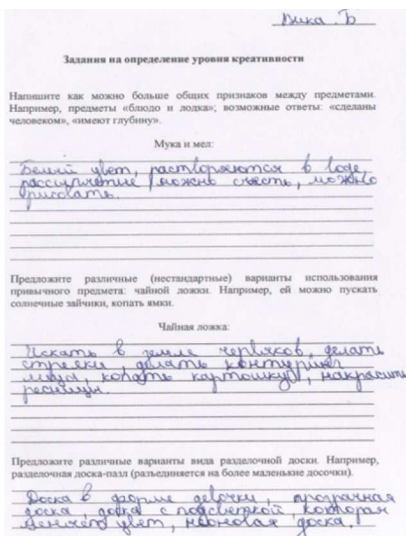 Вика Б
Задания на определение уровня креативности
Напишите как можно больше общих признаков между предметами.
Например, предметы «блюдо и лодка»; возможные ответы: «сделаны
человеком», «имеют глубину».
Мука и мел:
Белый цвет, растворяются в воде
рассыпчатые можно съесть, можно
рисовать.
Предложите различные (нестандартные) варианты использования
привычного предмета: чайной ложки. Например, ей можно пускать
солнечные зайчики, копать ямки.
Чайная ложка:
Искать в земле червяков, делать
стрелки делать контуринг
лица, копать картошку, накрасить
ресницы.
Предложите различные варианты вида разделочной доски. Например,
разделочная доска-пазл (разъединяется на более маленькие досочки).
Доска в форме девочки, прозрачная
доска, доска с подсветкой, которая
меняет цвет, неоновая доска.